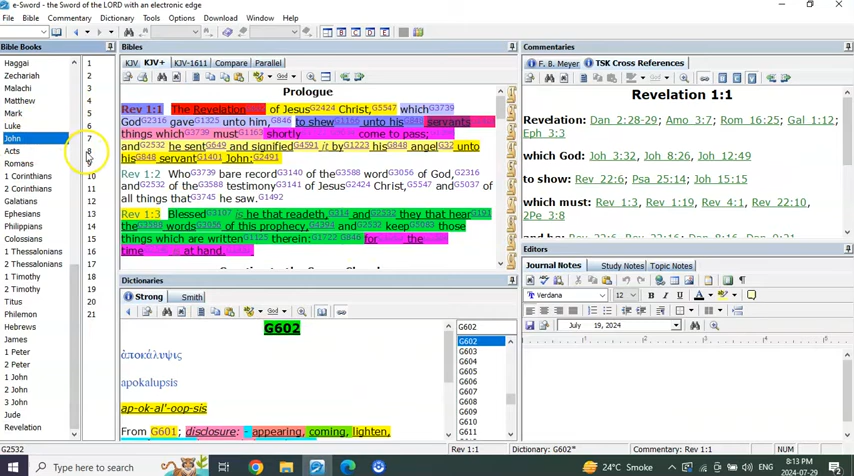 e-Sword - the Sword of the LORD with an electronic edge
File Bible Commentary Dictionary Tools Options Download Window Help
Bible Books
Haggai 1
Zechariah 2
Malachi 3
Matthew 4
Mark 5
Luke 6
John 7
Acts 8
Romans 9
1 Corinthians 10
2 Corinthians 11
Galatians 12
Ephesians 13
Philippians 14
Colossians 15
1 Thessalonians 16
2 Thessalonians 17
1 Timothy 18
2 Timothy 19
Titus 20
Philemon 21
Hebrews
James
1 Peter
2 Peter
1 John
2 John
3 John
Jude
Revelation
G2532
Bibles
KJV KJV+ KJV-1611 Compare Parallel
Prologue
Rev 1:1 The Revelation of Jesus G2424 Christ, G5547 which G3739
God G2316 gave G1325 unto him, G846 to shew G1166 unto his servants
things which G3739 must G1163 shortly come to pass;
and G2532 he sent G649 and signified G4591 it by G1223 his G848 angel G32 unto
his G848 servant G1401 John: G2491
Rev 1:2 Who G3739 bare record G3140 of the G3588 word G3056 of God, G2316
and G2532 of the G3588 testimony G3141 of Jesus G2424 Christ, G5547 and G5037 of
all things that G3745 he saw. G1492
Rev 1:3 Blessed G3107 is he that readeth, G314 and G2532 they that hear G191
the G3588 words G3056 of this prophecy, G4394 and G2532 keep G5083 those
things which are written G1125 therein: G1722 G846 for the
time is at hand.
Dictionaries
Strong Smith
G602
ἀποκάλυψις
apokalupsis
ap-ok-al'-oop-sis
From G601; disclosure: - appearing, coming, lighten,
G602
G602
G603
G604
G605
G606
G607
G608
G609
G610
G611
Rev 1:1 Dictionary: G602*
Commentaries
F. B. Meyer TSK Cross References
Revelation 1:1
Revelation: Dan 2:28-29; Amo 3:7; Rom 16:25; Gal 1:12;
Eph 3:3
which God: Joh 3:32, Joh 8:26, Joh 12:49
to show: Rev 22:6; Psa 25:14; Joh 15:15
which must: Rev 1:3, Rev 1:19, Rev 4:1, Rev 22:10,
2Pe 3:8
Editors
Journal Notes Study Notes Topic Notes
Verdana 12 B I U A
July 19, 2024
1 2 3 4 5
Commentary: Rev 1:1 NUM
Type here to search
24°C Smoke
ENG
8:13 PM
2024-07-29